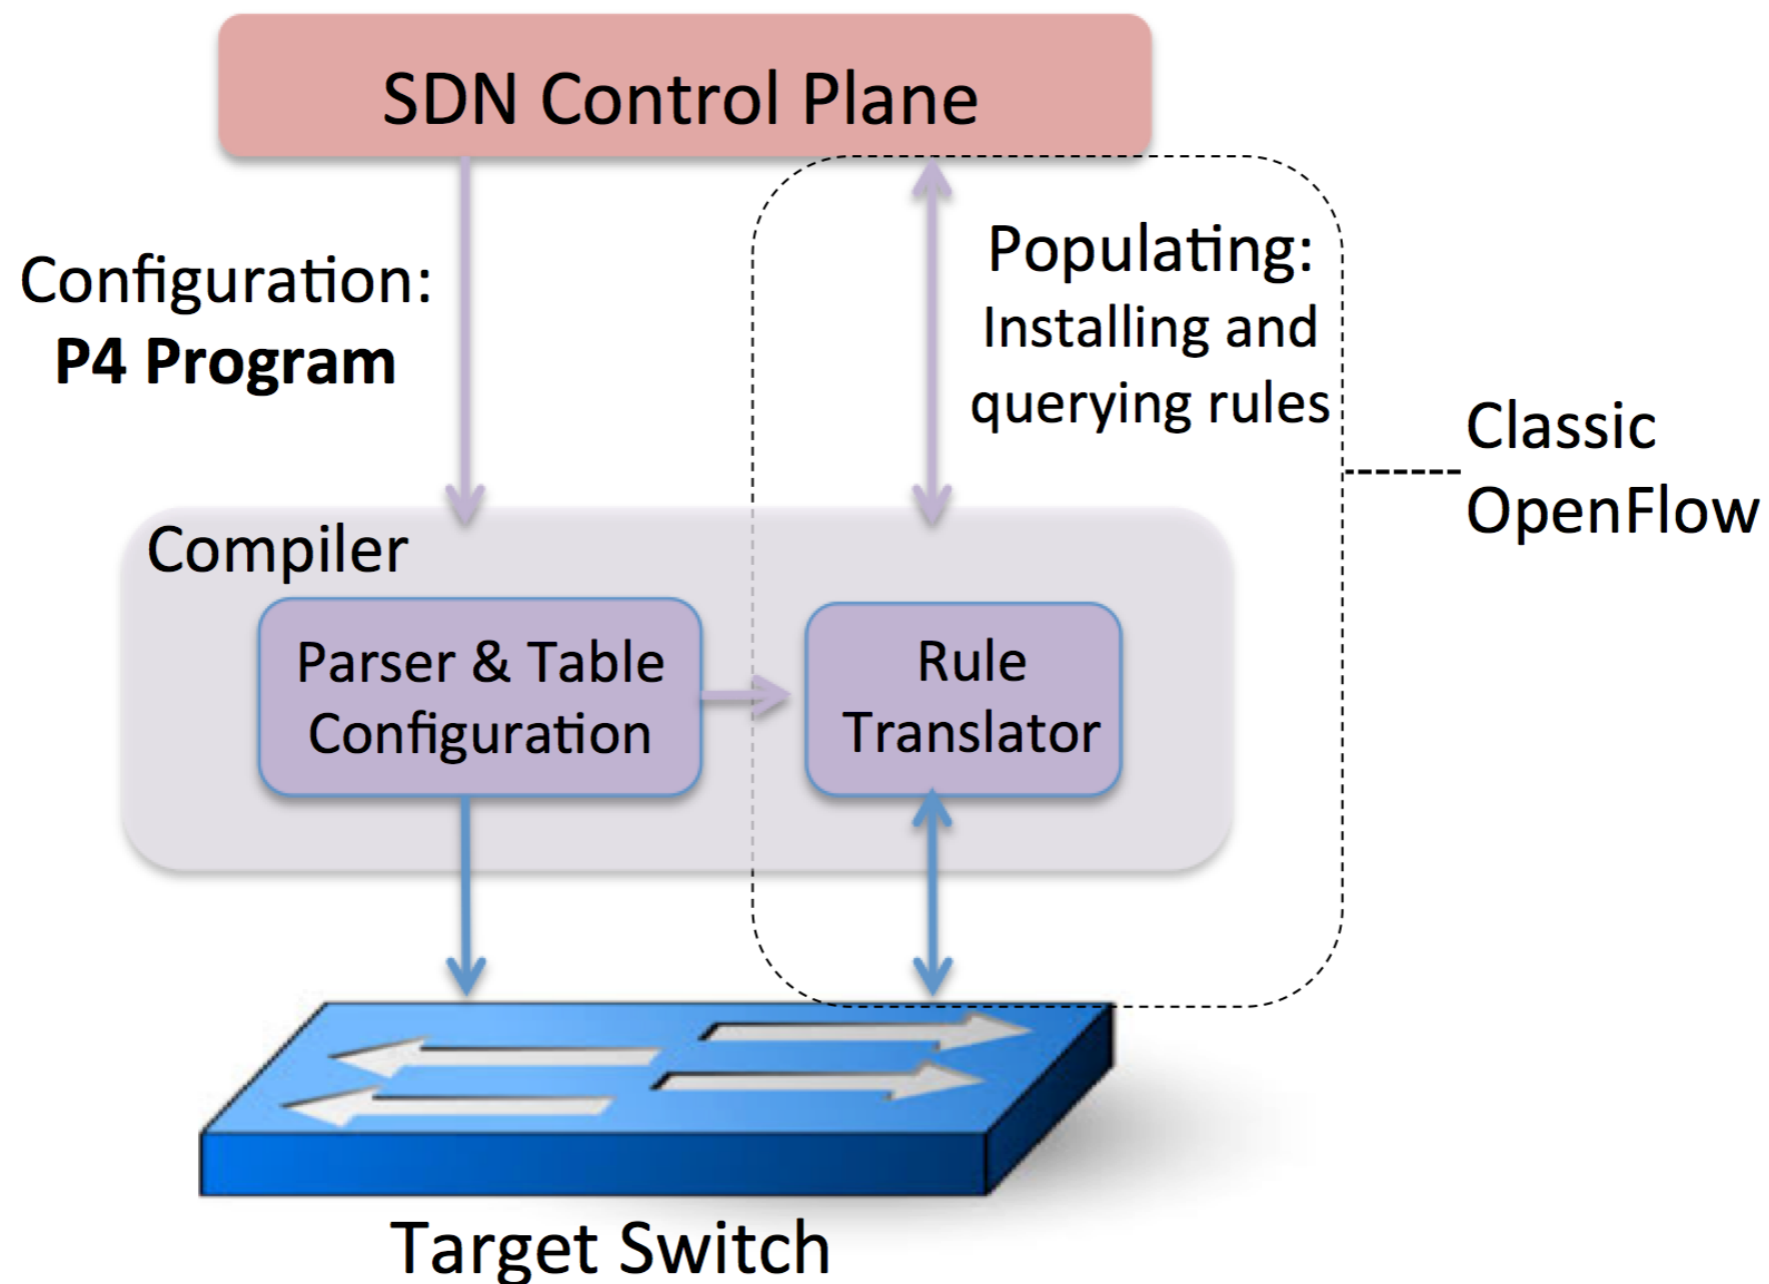 SDN Control Plane
Configuration:
P4 Program
Populating:
Installing and
querying rules
Classic
OpenFlow
Compiler
Parser & Table
Configuration
Rule
Translator
Target Switch